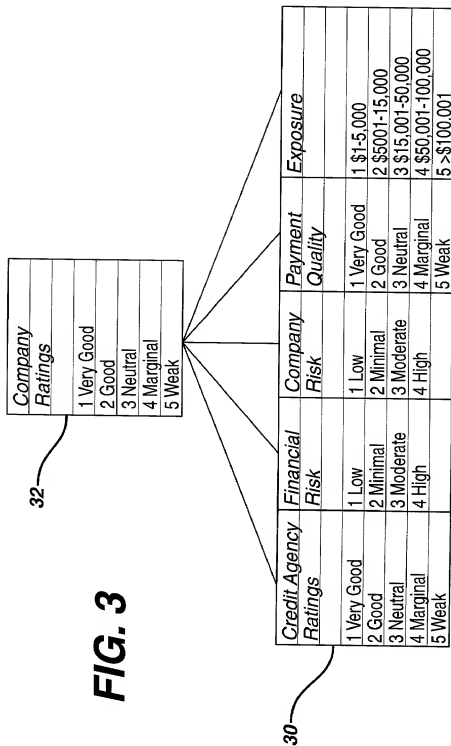 FIG. 3
32
Company
Ratings
1 Very Good
2 Good
3 Neutral
4 Marginal
5 Weak
30
Credit Agency Financial Company Payment Exposure
Ratings Risk Risk Quality
1 Very Good 1 Low 1 Low 1 Very Good 1 $1-5,000
2 Good 2 Minimal 2 Minimal 2 Good 2 $5001-15,000
3 Neutral 3 Moderate 3 Moderate 3 Neutral 3 $15,001-50,000
4 Marginal 4 High 4 High 4 Marginal 4 $50,001-100,000
5 Weak 5 Weak 5 >$100.001